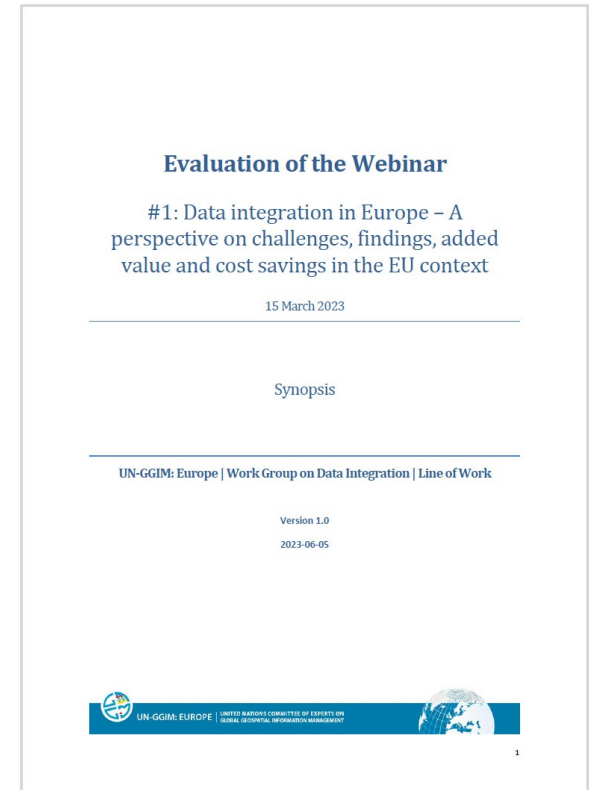 Evaluation of the Webinar
#1: Data integration in Europe – A
perspective on challenges, findings, added
value and cost savings in the EU context
15 March 2023
Synopsis
UN-GGIM: Europe | Work Group on Data Integration | Line of Work
Version 1.0
2023-06-05
UN-GGIM: EUROPE | UNITED NATIONS COMMITTEE OF EXPERTS ON
GLOBAL GEOSPATIAL INFORMATION MANAGEMENT
1